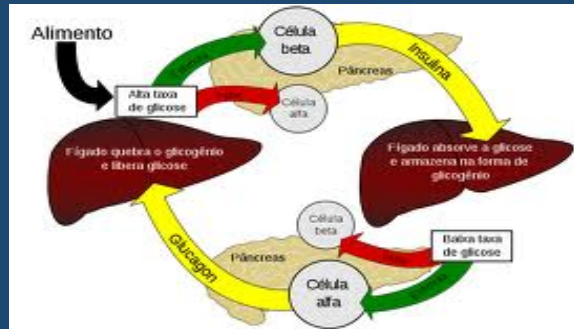 Alimento
Célula
beta
Insulina
Pâncreas
Alta taxa
de glicose
Célula
alfa
Fígado quebra o glicogênio
e libera glicose
Fígado absorve a glicose
e armazena na forma de
glicogênio
Célula
beta
Baixa taxa
de glicose
Pâncreas
Glucagon
Célula
alfa